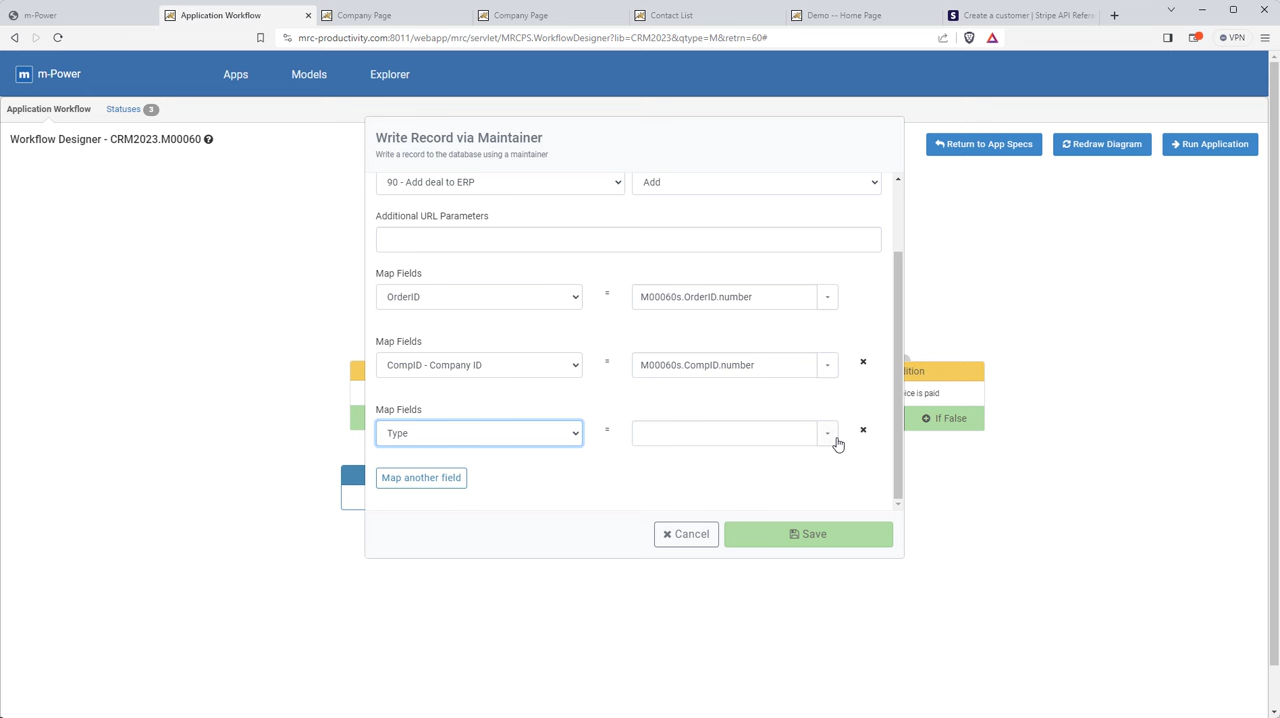 m-Power
Application Workflow
Company Page
Company Page
Contact List
Demo -- Home Page
Create a customer | Stripe API Refere
mrc-productivity.com:8011/webapp/mrc/servlet/MRCPS.WorkflowDesigner?lib=CRM2023&qtype=M&retrn=60#
VPN
m m-Power
Apps
Models
Explorer
Application Workflow
Statuses 3
Workflow Designer - CRM2023.M00060
Return to App Specs
Redraw Diagram
Run Application
Write Record via Maintainer
Write a record to the database using a maintainer
90 - Add deal to ERP
Add
Additional URL Parameters
Map Fields
OrderID
=
M00060s.OrderID.number
Map Fields
CompID - Company ID
=
M00060s.CompID.number
Map Fields
Type
=
Map another field
Cancel
Save
dition
ice is paid
If False